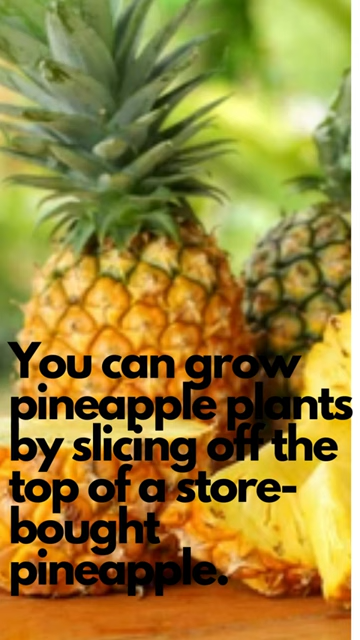 You can grow
pineapple plants
by slicing off the
top of a store-
bought
pineapple.